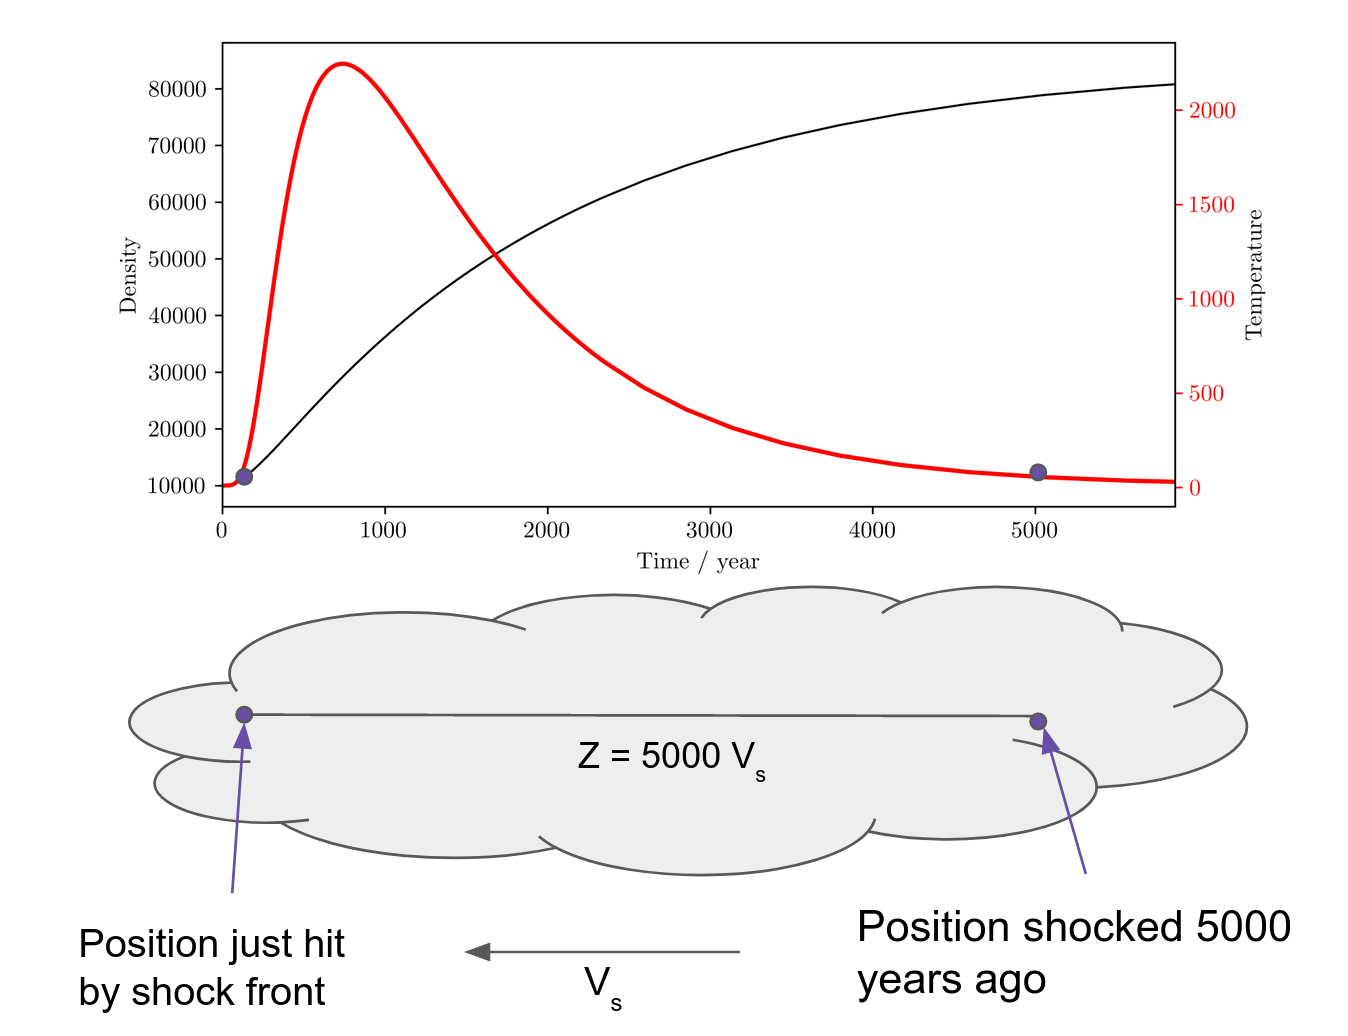 80000
70000
60000
50000
40000
30000
20000
10000
Density
2000
1500
1000
500
0
Temperature
0 1000 2000 3000 4000 5000
Time / year
Z = 5000 Vs
Position just hit
by shock front
Vs
Position shocked 5000
years ago